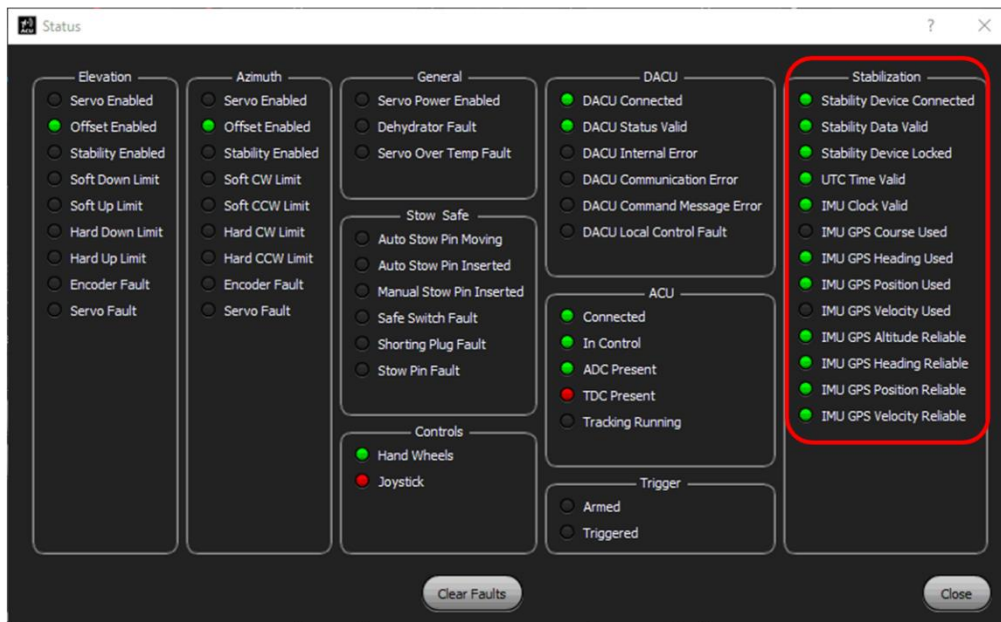 ACU
Status
?
Elevation
Servo Enabled
Offset Enabled
Stability Enabled
Soft Down Limit
Soft Up Limit
Hard Down Limit
Hard Up Limit
Encoder Fault
Servo Fault
Azimuth
Servo Enabled
Offset Enabled
Stability Enabled
Soft CW Limit
Soft CCW Limit
Hard CW Limit
Hard CCW Limit
Encoder Fault
Servo Fault
General
Servo Power Enabled
Dehydrator Fault
Servo Over Temp Fault
Stow Safe
Auto Stow Pin Moving
Auto Stow Pin Inserted
Manual Stow Pin Inserted
Safe Switch Fault
Shorting Plug Fault
Stow Pin Fault
Controls
Hand Wheels
Joystick
DACU
DACU Connected
DACU Status Valid
DACU Internal Error
DACU Communication Error
DACU Command Message Error
DACU Local Control Fault
ACU
Connected
In Control
ADC Present
TDC Present
Tracking Running
Trigger
Armed
Triggered
Stabilization
Stability Device Connected
Stability Data Valid
Stability Device Locked
UTC Time Valid
IMU Clock Valid
IMU GPS Course Used
IMU GPS Heading Used
IMU GPS Position Used
IMU GPS Velocity Used
IMU GPS Altitude Reliable
IMU GPS Heading Reliable
IMU GPS Position Reliable
IMU GPS Velocity Reliable
Clear Faults
Close